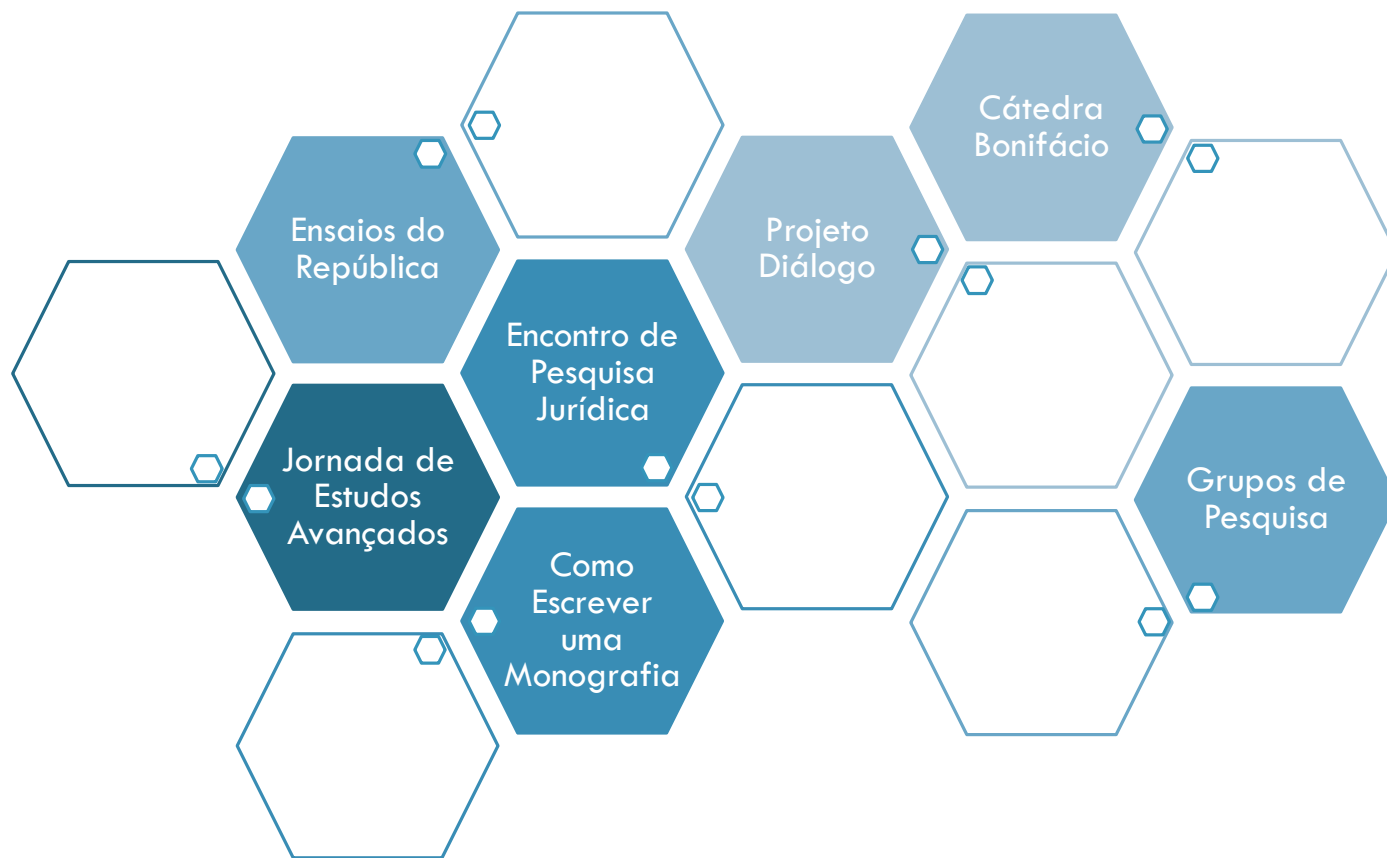 Cátedra
Bonifácio
Ensaios do
República
Projeto
Diálogo
Encontro de
Pesquisa
Jurídica
Jornada de
Estudos
Avançados
Grupos de
Pesquisa
Como
Escrever
uma
Monografia